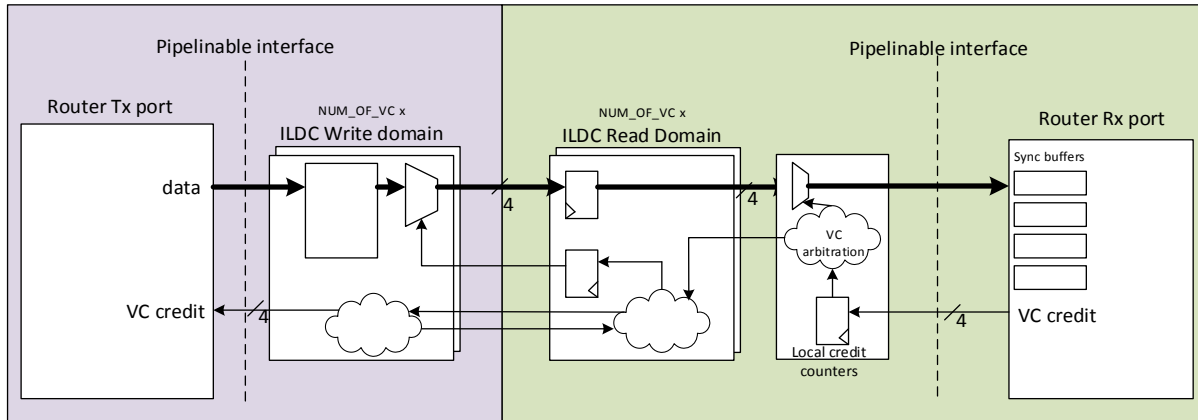 Pipelinable interface
Pipelinable interface
Router Tx port
NUM_OF_VC x
ILDC Write domain
NUM_OF_VC x
ILDC Read Domain
Router Rx port
Sync buffers
data
4
4
VC
arbitration
VC credit
4
4
VC credit
Local credit
counters